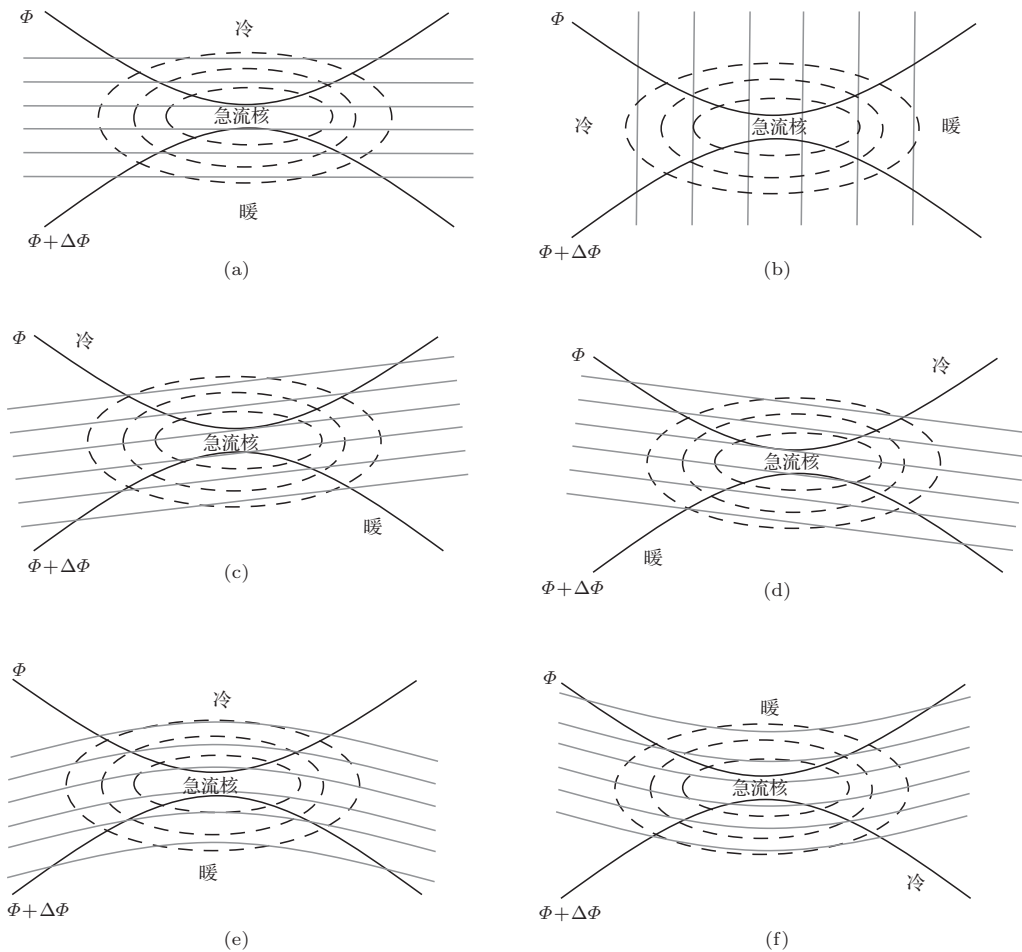 Φ
冷
急流核
暖
Φ+ΔΦ
(a)
Φ
冷
急流核
暖
Φ+ΔΦ
(b)
Φ
冷
急流核
暖
Φ+ΔΦ
(c)
Φ
冷
急流核
暖
Φ+ΔΦ
(d)
Φ
冷
急流核
暖
Φ+ΔΦ
(e)
Φ
暖
急流核
冷
Φ+ΔΦ
(f)